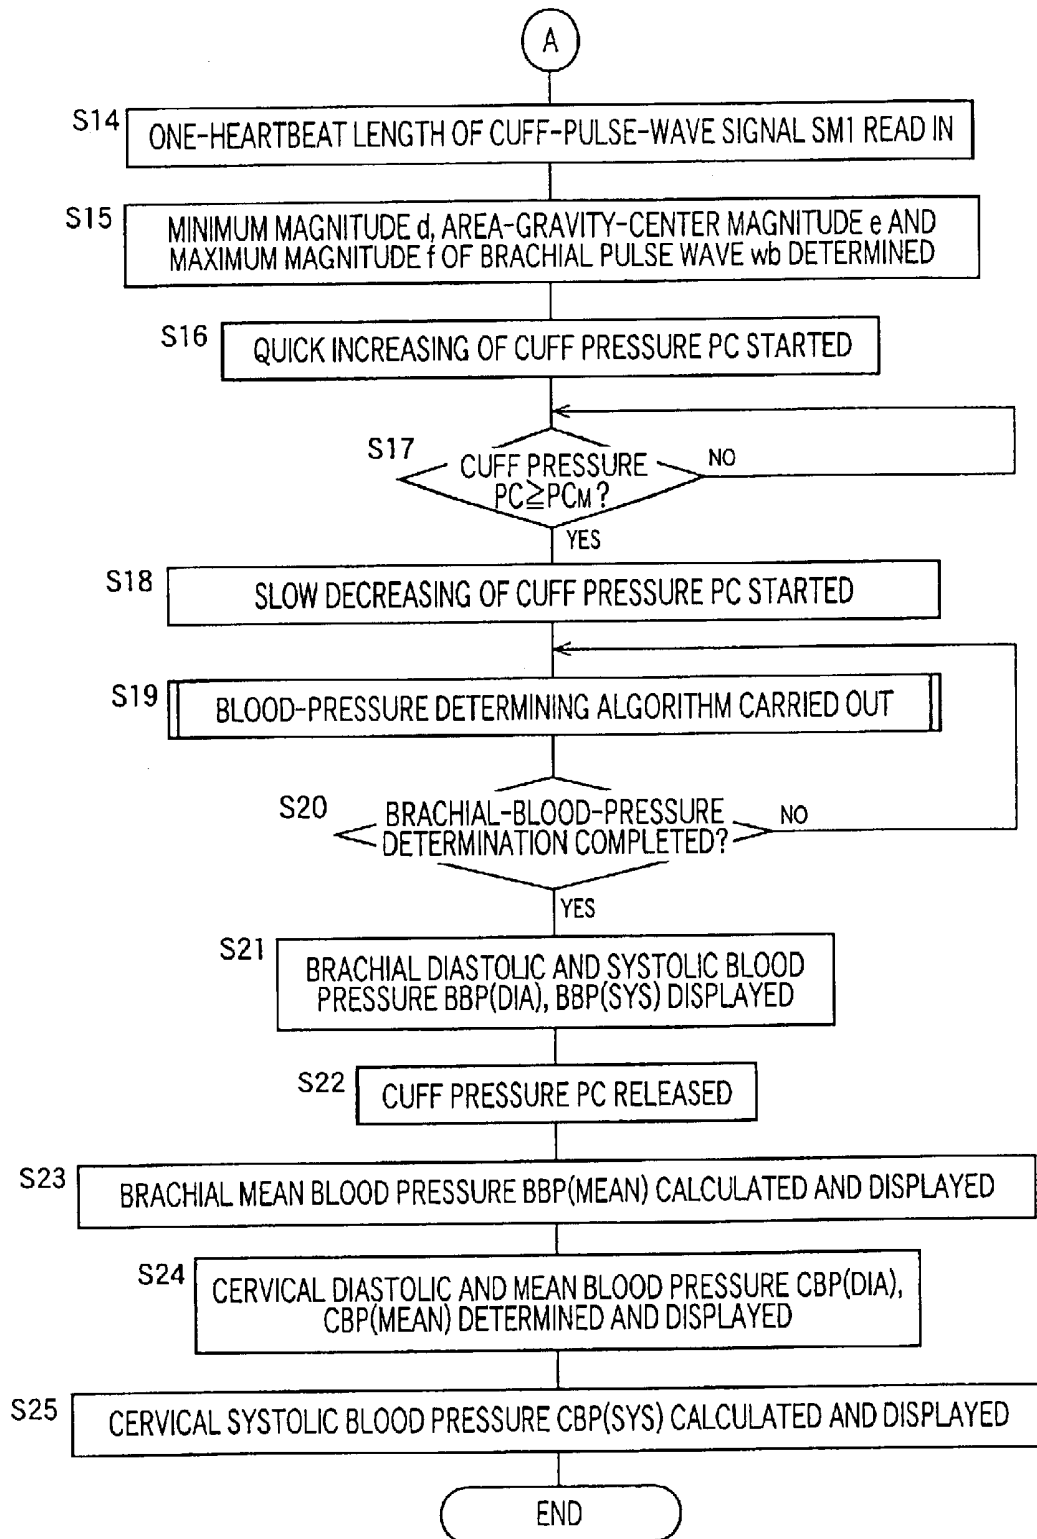 A
S14
ONE-HEARTBEAT LENGTH OF CUFF-PULSE-WAVE SIGNAL SM1 READ IN
S15
MINIMUM MAGNITUDE d, AREA-GRAVITY-CENTER MAGNITUDE e AND
MAXIMUM MAGNITUDE f OF BRACHIAL PULSE WAVE wb DETERMINED
S16
QUICK INCREASING OF CUFF PRESSURE PC STARTED
S17
CUFF PRESSURE
PC≧PCM?
NO
YES
S18
SLOW DECREASING OF CUFF PRESSURE PC STARTED
S19
BLOOD-PRESSURE DETERMINING ALGORITHM CARRIED OUT
S20
BRACHIAL-BLOOD-PRESSURE
DETERMINATION COMPLETED?
NO
YES
S21
BRACHIAL DIASTOLIC AND SYSTOLIC BLOOD
PRESSURE BBP(DIA), BBP(SYS) DISPLAYED
S22
CUFF PRESSURE PC RELEASED
S23
BRACHIAL MEAN BLOOD PRESSURE BBP(MEAN) CALCULATED AND DISPLAYED
S24
CERVICAL DIASTOLIC AND MEAN BLOOD PRESSURE CBP(DIA),
CBP(MEAN) DETERMINED AND DISPLAYED
S25
CERVICAL SYSTOLIC BLOOD PRESSURE CBP(SYS) CALCULATED AND DISPLAYED
END